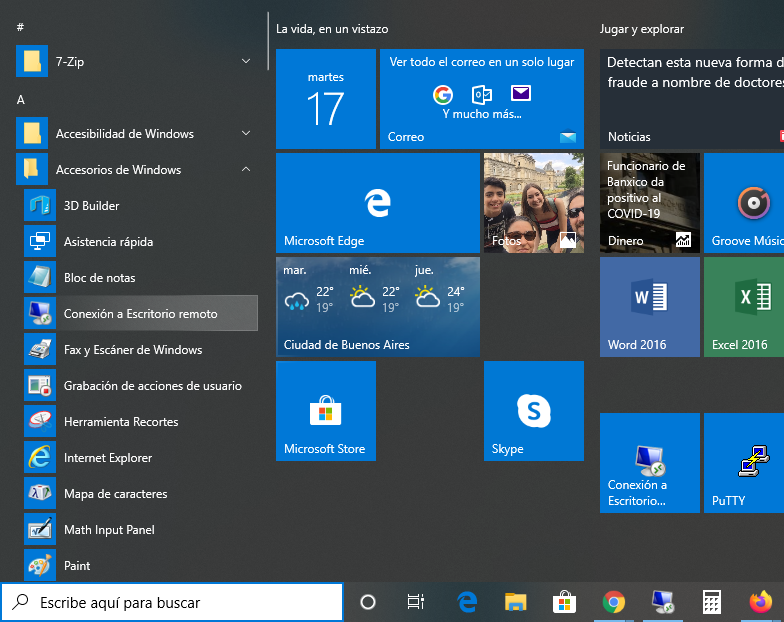 #
7-Zip
A
Accesibilidad de Windows
Accesorios de Windows
3D Builder
Asistencia rápida
Bloc de notas
Conexión a Escritorio remoto
Fax y Escáner de Windows
Grabación de acciones de usuario
Herramienta Recortes
Internet Explorer
Mapa de caracteres
Math Input Panel
Paint
La vida, en un vistazo
martes
17
Ver todo el correo en un solo lugar
Y mucho más...
Correo
Microsoft Edge
Fotos
mar.
mié.
jue.
22°
19°
22°
19°
24°
19°
Ciudad de Buenos Aires
Microsoft Store
Skype
Jugar y explorar
Detectan esta nueva forma d
fraude a nombre de doctores
Noticias
Funcionario de
Banxico da
positivo al
COVID-19
Dinero
Groove Músic
Word 2016
Excel 2016
Conexión a
Escritorio...
PuTTY
Escribe aquí para buscar